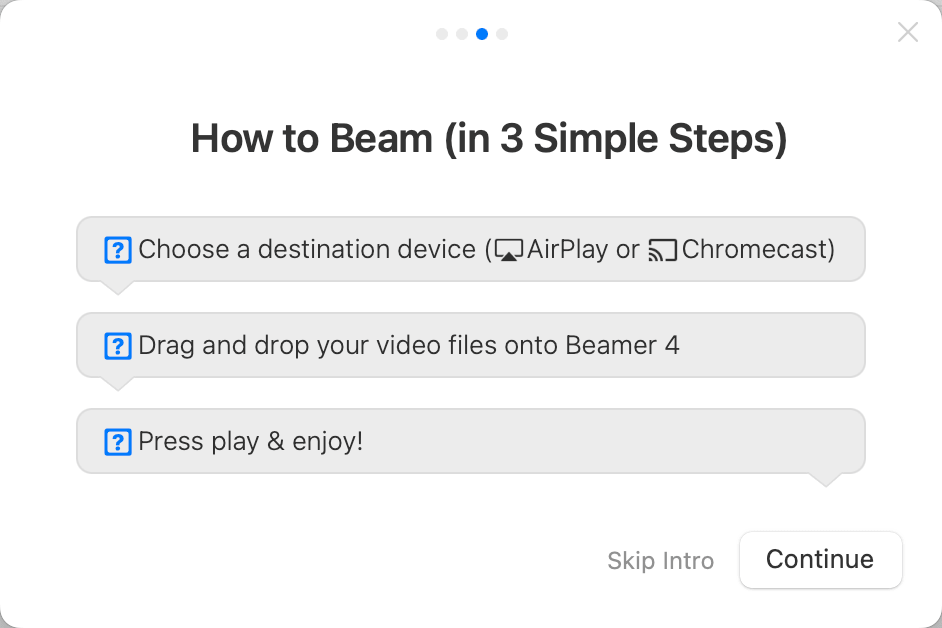 How to Beam (in 3 Simple Steps)
? Choose a destination device (AirPlay or Chromecast)
? Drag and drop your video files onto Beamer 4
? Press play & enjoy!
Skip Intro
Continue